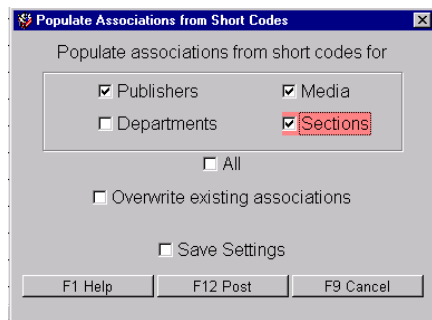 Populate Associations from Short Codes
Populate associations from short codes for
Publishers Media
Departments Sections
All
Overwrite existing associations
Save Settings
F1 Help F12 Post F9 Cancel